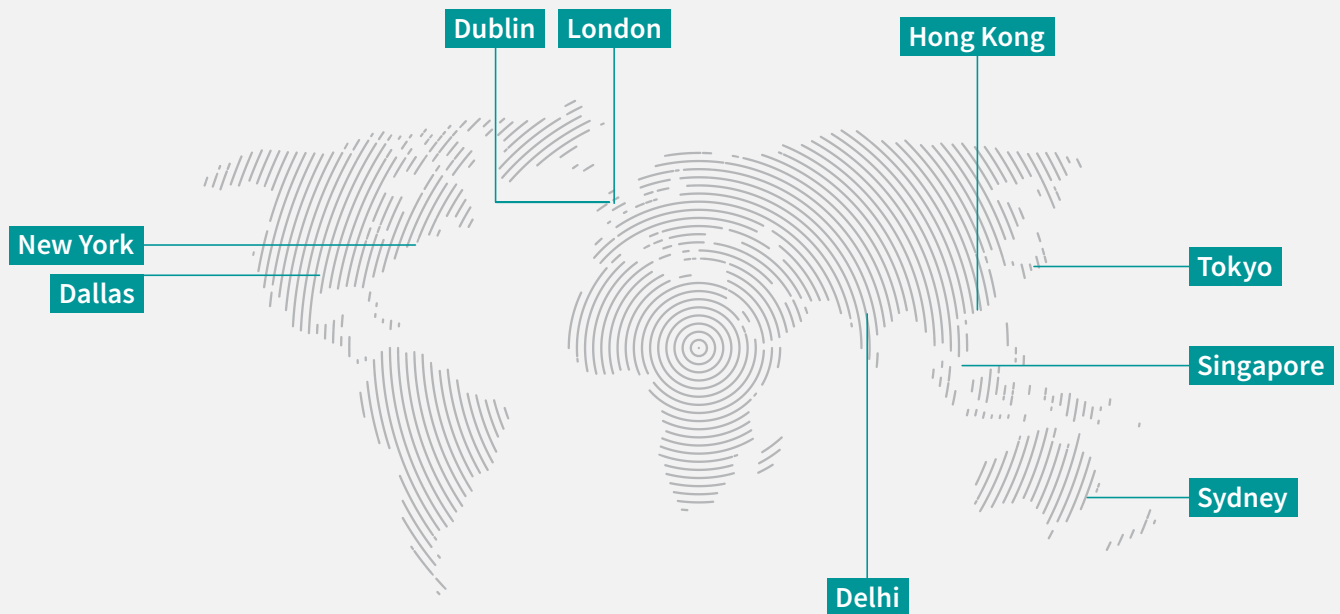 Dublin
London
Hong Kong
New York
Dallas
Tokyo
Singapore
Sydney
Delhi